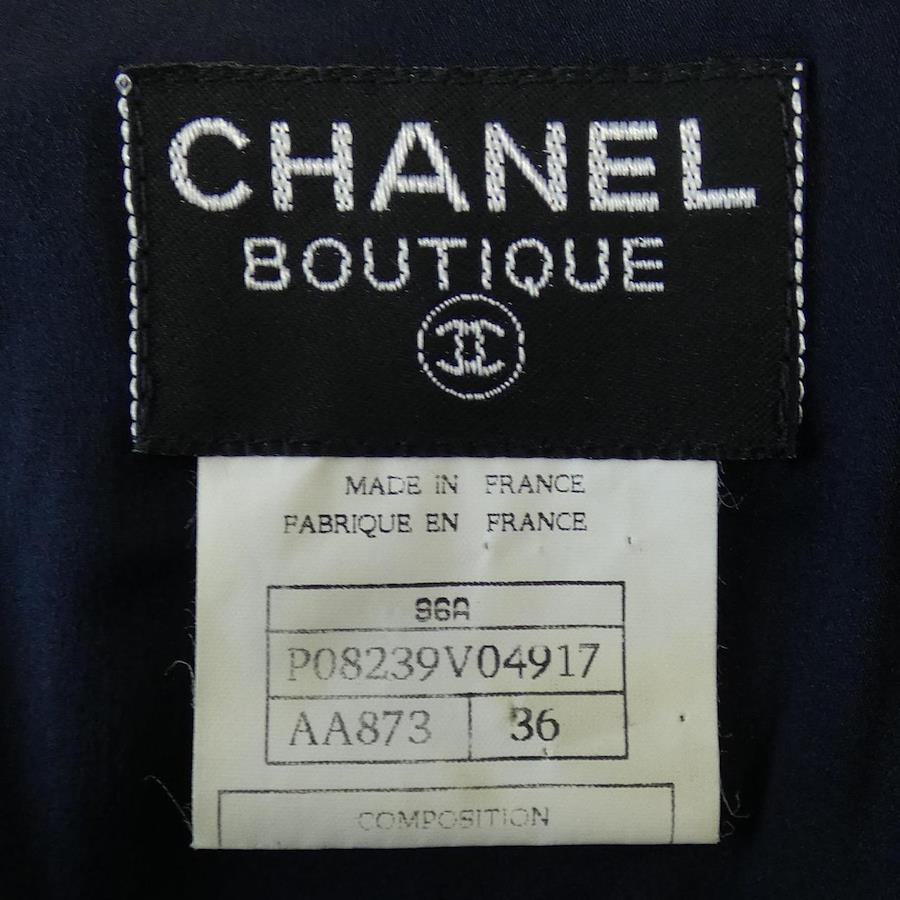 CHANEL
BOUTIQUE
MADE IN FRANCE
FABRIQUE EN FRANCE
96A
P08239V04917
AA873 36
COMPOSITION